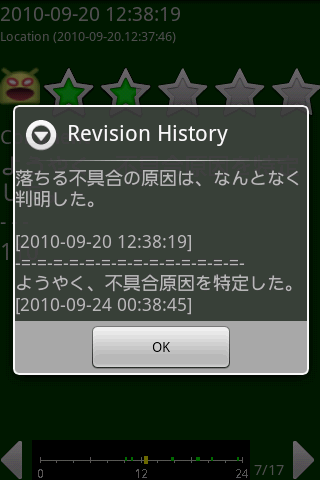 2010-09-20 12:38:19
Location (2010-09-20.12:37:46)
Revision History
落ちる不具合の原因は、なんとなく
判明した。
[2010-09-20 12:38:19]
-=-=-=-=-=-=-=-=-=-=-=-=-=-=-
ようやく、不具合原因を特定した。
[2010-09-24 00:38:45]
OK
0 12 24 7/17